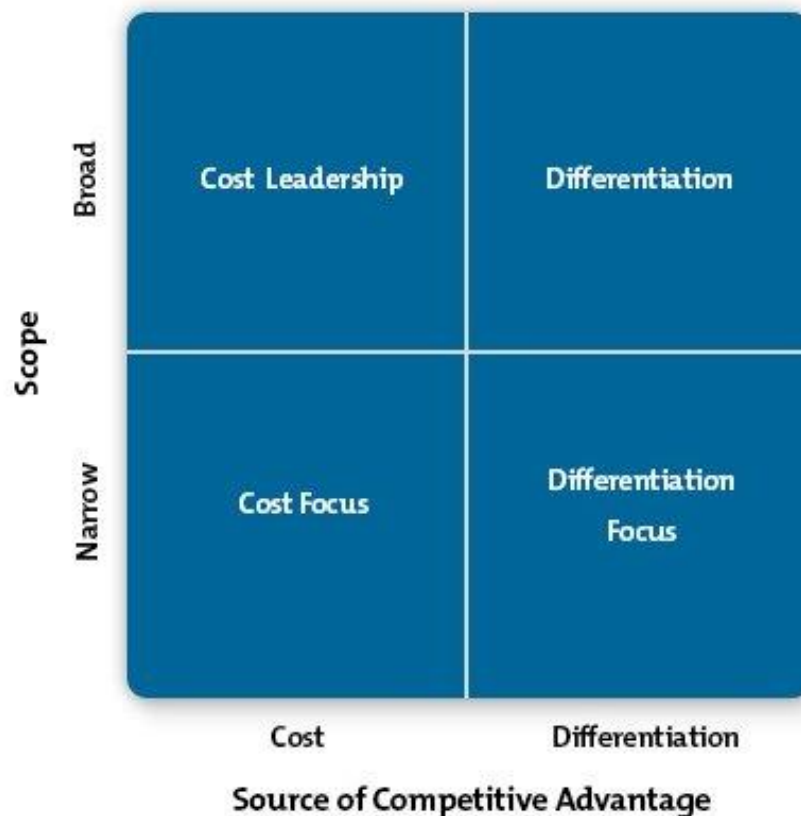 Broad
Cost Leadership
Differentiation
Scope
Narrow
Cost Focus
Differentiation
Focus
Cost
Differentiation
Source of Competitive Advantage